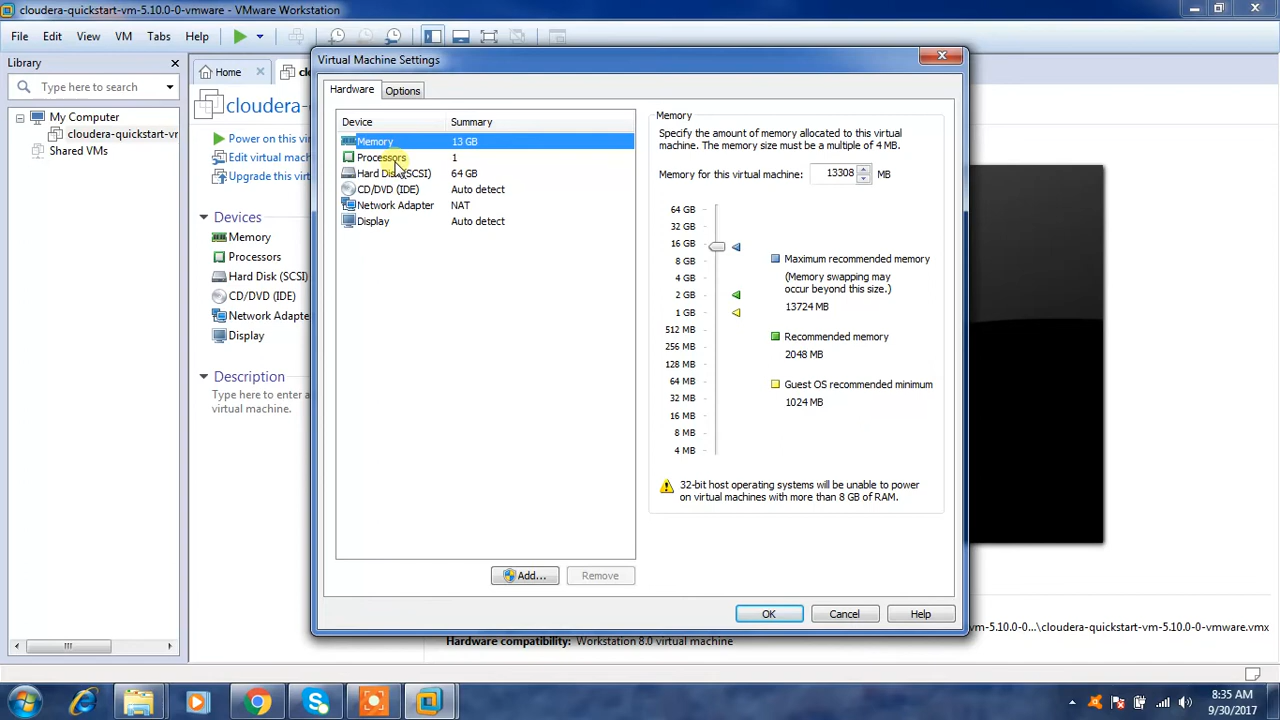 cloudera-quickstart-vm-5.10.0-0-vmware - VMware Workstation
File Edit View VM Tabs Help
Library
Type here to search
My Computer
cloudera-quickstart-vr
Shared VMs
Home
cl
cloudera-q
Power on this vi
Edit virtual mach
Upgrade this virt
Devices
Memory
Processors
Hard Disk (SCSI)
CD/DVD (IDE)
Network Adapte
Display
Description
Type here to enter a
virtual machine.
Virtual Machine Settings
Hardware Options
Device Summary
Memory 13 GB
Processors 1
Hard Disk (SCSI) 64 GB
CD/DVD (IDE) Auto detect
Network Adapter NAT
Display Auto detect
Add... Remove
Memory
Specify the amount of memory allocated to this virtual
machine. The memory size must be a multiple of 4 MB.
Memory for this virtual machine: 13308 MB
64 GB
32 GB
16 GB
8 GB
4 GB
2 GB
1 GB
512 MB
256 MB
128 MB
64 MB
32 MB
16 MB
8 MB
4 MB
Maximum recommended memory
(Memory swapping may
occur beyond this size.)
13724 MB
Recommended memory
2048 MB
Guest OS recommended minimum
1024 MB
32-bit host operating systems will be unable to power
on virtual machines with more than 8 GB of RAM.
OK Cancel Help
-vm-5.10.0-0...\cloudera-quickstart-vm-5.10.0-0-vmware.vmx
Hardware compatibility: Workstation 8.0 virtual machine
8:35 AM
9/30/2017